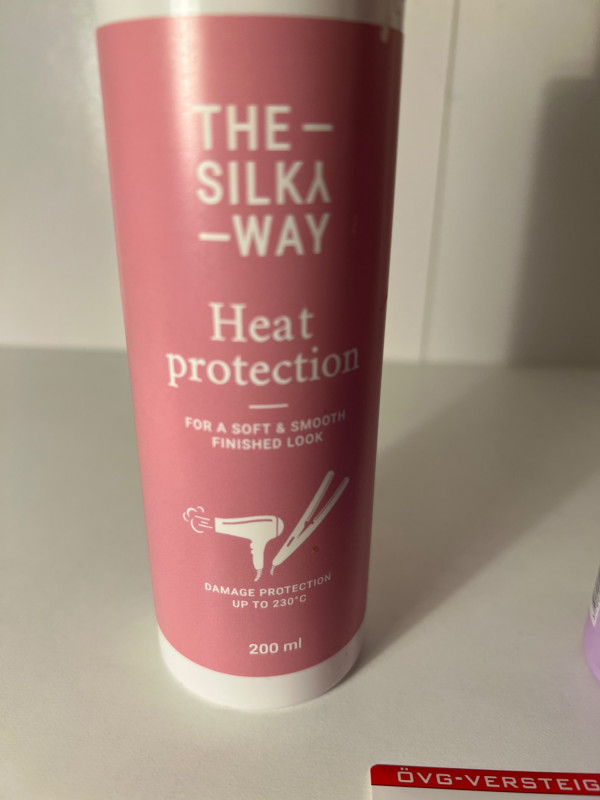 THE –
SILKY
–WAY
Heat
protection
FOR A SOFT & SMOOTH
FINISHED LOOK
DAMAGE PROTECTION
UP TO 230°C
200 ml
ÖVG-VERSTEIG